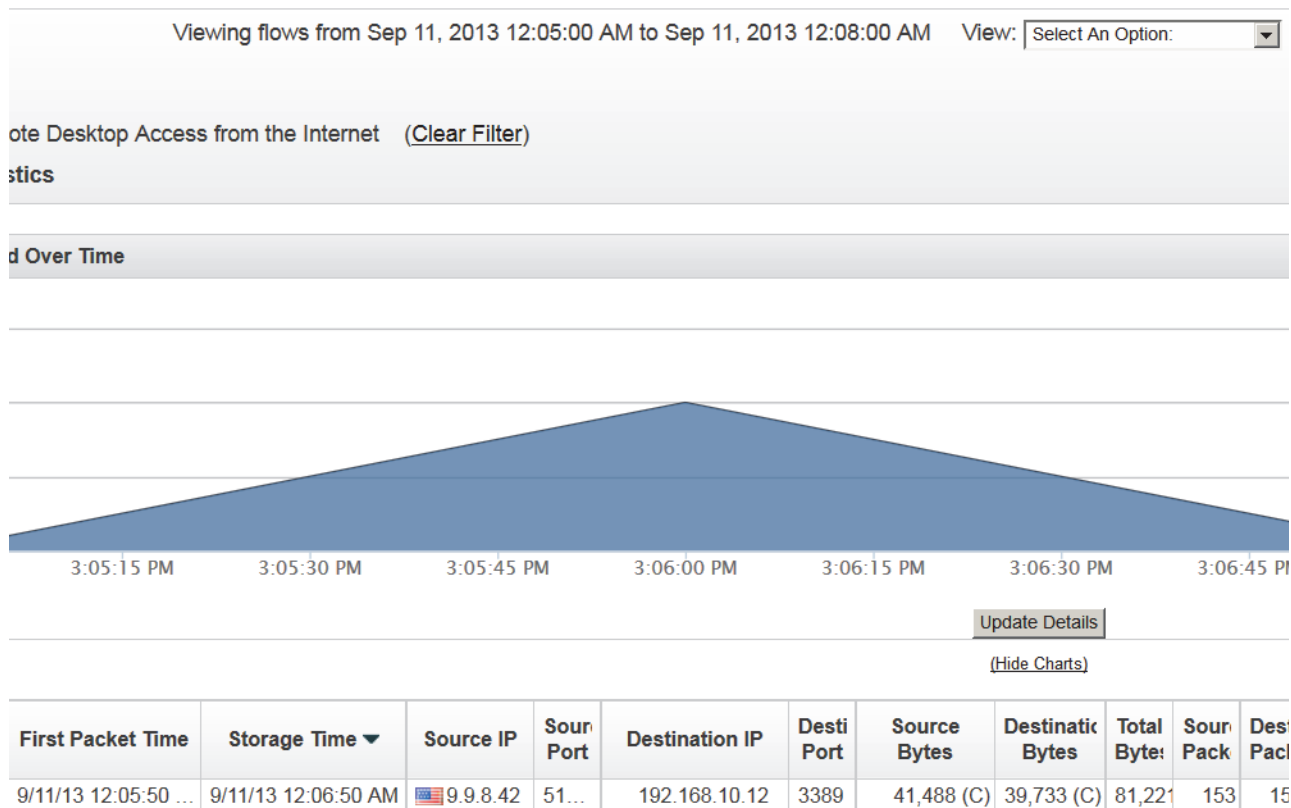 Viewing flows from Sep 11, 2013 12:05:00 AM to Sep 11, 2013 12:08:00 AM View: Select An Option:
ote Desktop Access from the Internet (Clear Filter)
stics
d Over Time
3:05:15 PM 3:05:30 PM 3:05:45 PM 3:06:00 PM 3:06:15 PM 3:06:30 PM 3:06:45 PM
Update Details
(Hide Charts)
First Packet Time Storage Time Source IP Sour Port Destination IP Desti Port Source Bytes Destinatic Bytes Total Bytes Sour Pack Dest Pack
9/11/13 12:05:50 ... 9/11/13 12:06:50 AM 9.9.8.42 51... 192.168.10.12 3389 41,488 (C) 39,733 (C) 81,221 153 15